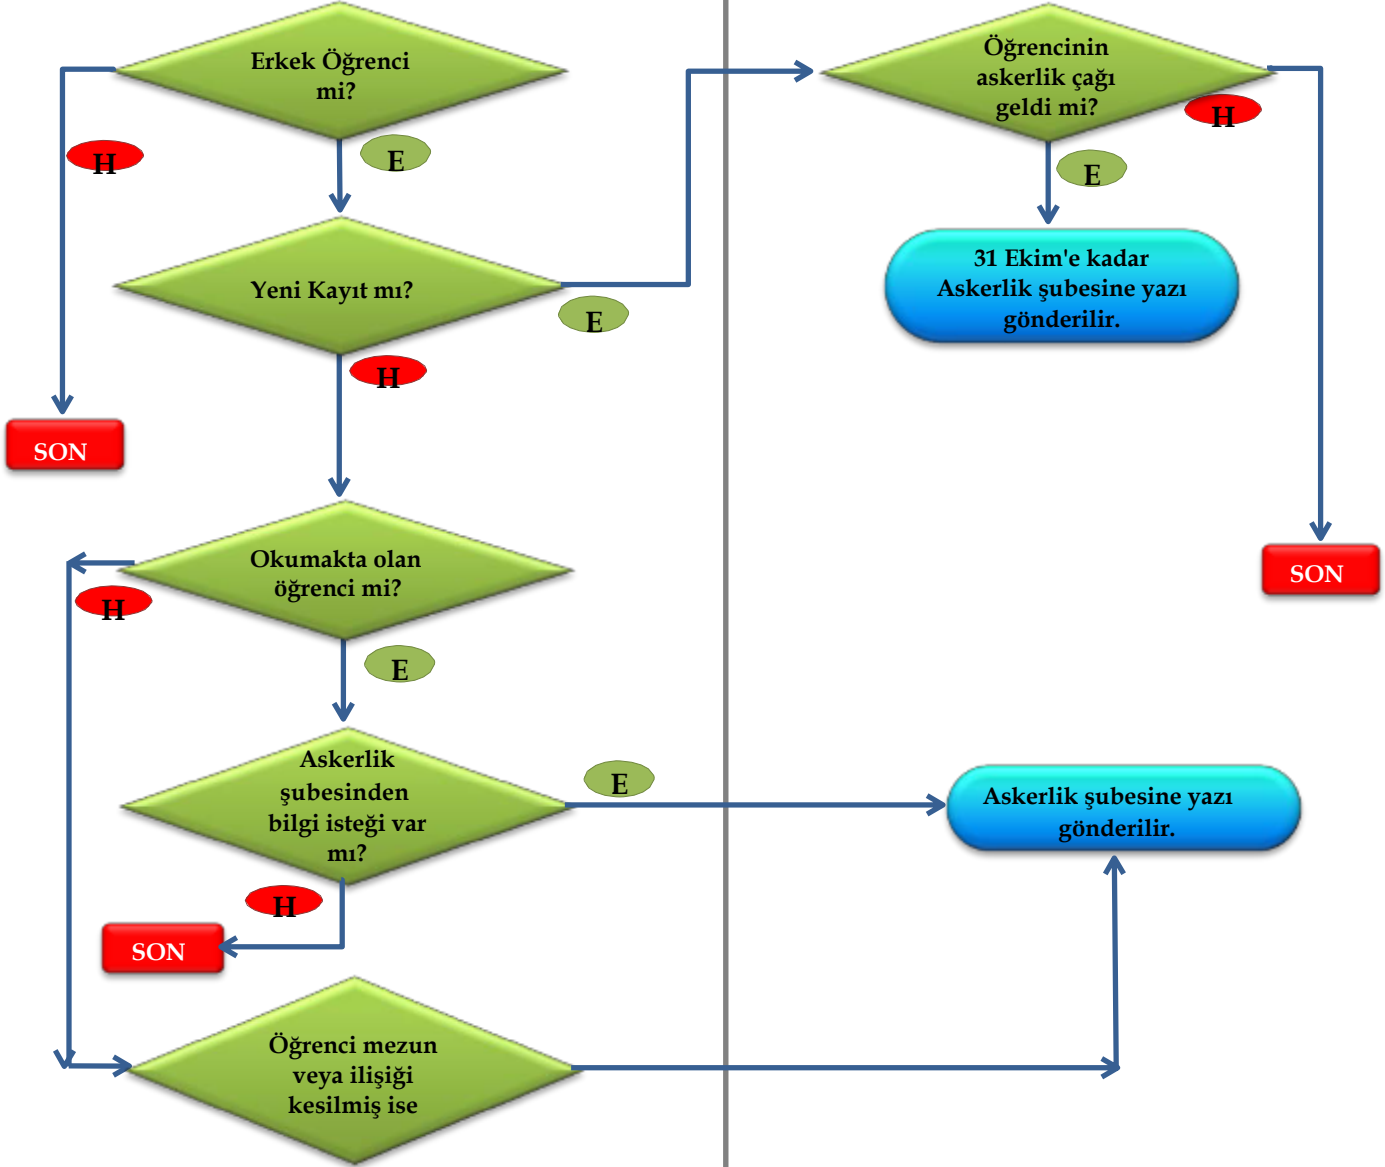 Erkek Öğrenci
mi?
H
E
Yeni Kayıt mı?
E
H
SON
Okumakta olan
öğrenci mi?
H
E
Askerlik
şubesinden
bilgi isteği var
mı?
E
H
SON
Öğrenci mezun
veya ilişiği
kesilmiş ise
Öğrencinin
askerlik çağı
geldi mi?
H
E
31 Ekim'e kadar
Askerlik şubesine yazı
gönderilir.
SON
Askerlik şubesine yazı
gönderilir.